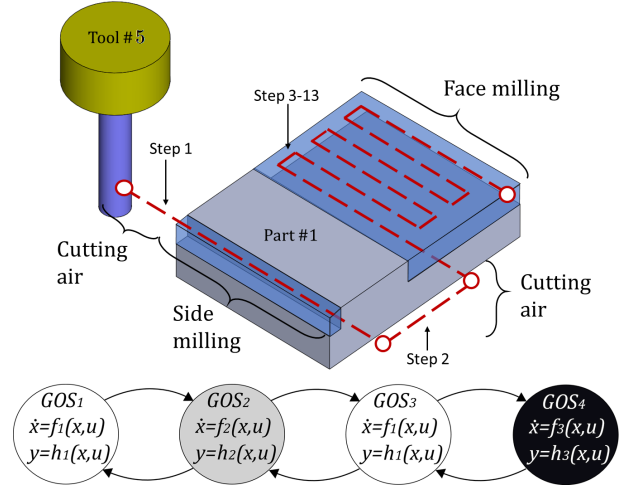 Tool #5
Step 3-13
Face milling
Step 1
Part #1
Cutting
air
Cutting
air
Side
milling
Step 2
GOS₁
ẋ=f₁(x,u)
y=h₁(x,u)
GOS₂
ẋ=f₂(x,u)
y=h₂(x,u)
GOS₃
ẋ=f₁(x,u)
y=h₁(x,u)
GOS₄
ẋ=f₃(x,u)
y=h₃(x,u)